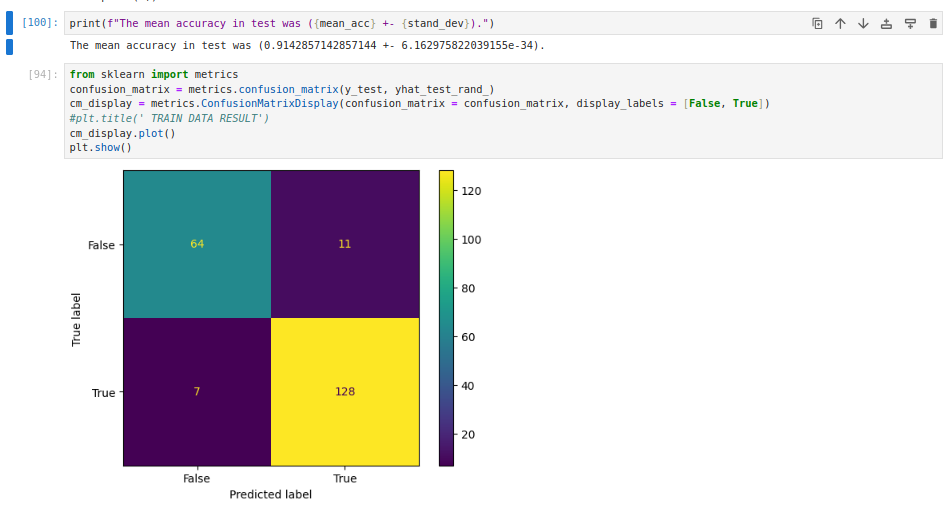 [100]: print(f"The mean accuracy in test was ({mean_acc} +- {stand_dev}).")
The mean accuracy in test was (0.9142857142857144 +- 6.162975822039155e-34).
[94]: from sklearn import metrics
confusion_matrix = metrics.confusion_matrix(y_test, yhat_test_rand_)
cm_display = metrics.ConfusionMatrixDisplay(confusion_matrix = confusion_matrix, display_labels = [False, True])
#plt.title(' TRAIN DATA RESULT')
cm_display.plot()
plt.show()
120
False 64 11
100
80
True label
60
True 7 128
40
20
False True
Predicted label